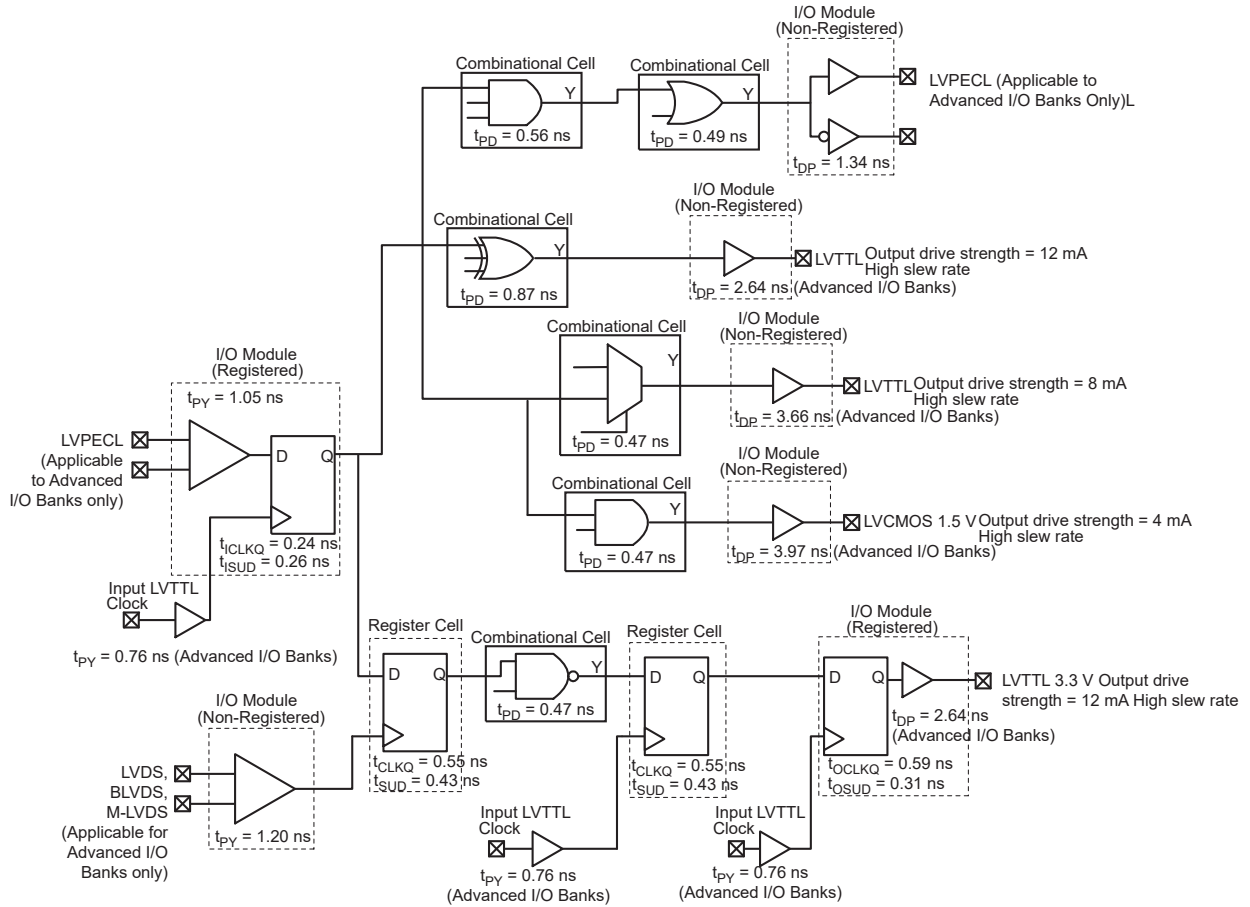 I/O Module
(Non-Registered)
Combinational Cell
Y
tPD = 0.56 ns
Combinational Cell
Y
tPD = 0.49 ns
tDP = 1.34 ns
LVPECL (Applicable to
Advanced I/O Banks Only)L
I/O Module
(Non-Registered)
Combinational Cell
Y
tPD = 0.87 ns
tDP = 2.64 ns (Advanced I/O Banks)
LVTTL Output drive strength = 12 mA
High slew rate
Combinational Cell
Y
tPD = 0.47 ns
I/O Module
(Non-Registered)
tDP = 3.66 ns (Advanced I/O Banks)
LVTTL Output drive strength = 8 mA
High slew rate
I/O Module
(Registered)
tPY = 1.05 ns
LVPECL
(Applicable
to Advanced
I/O Banks only)
D
Q
tICLKQ = 0.24 ns
tISUD = 0.26 ns
Input LVTTL
Clock
tPY = 0.76 ns (Advanced I/O Banks)
Combinational Cell
Y
tPD = 0.47 ns
I/O Module
(Non-Registered)
tDP = 3.97 ns (Advanced I/O Banks)
LVCMOS 1.5 V Output drive strength = 4 mA
High slew rate
I/O Module
(Non-Registered)
LVDS,
BLVDS,
M-LVDS
(Applicable for
Advanced I/O
Banks only)
tPY = 1.20 ns
Register Cell
D
Q
tCLKQ = 0.55 ns
tSUD = 0.43 ns
Combinational Cell
Y
tPD = 0.47 ns
Register Cell
D
Q
tCLKQ = 0.55 ns
tSUD = 0.43 ns
Input LVTTL
Clock
tPY = 0.76 ns
(Advanced I/O Banks)
I/O Module
(Registered)
D
Q
tDP = 2.64 ns
(Advanced I/O Banks)
tOCLKQ = 0.59 ns
tOSUD = 0.31 ns
LVTTL 3.3 V Output drive
strength = 12 mA High slew rate
Input LVTTL
Clock
tPY = 0.76 ns
(Advanced I/O Banks)